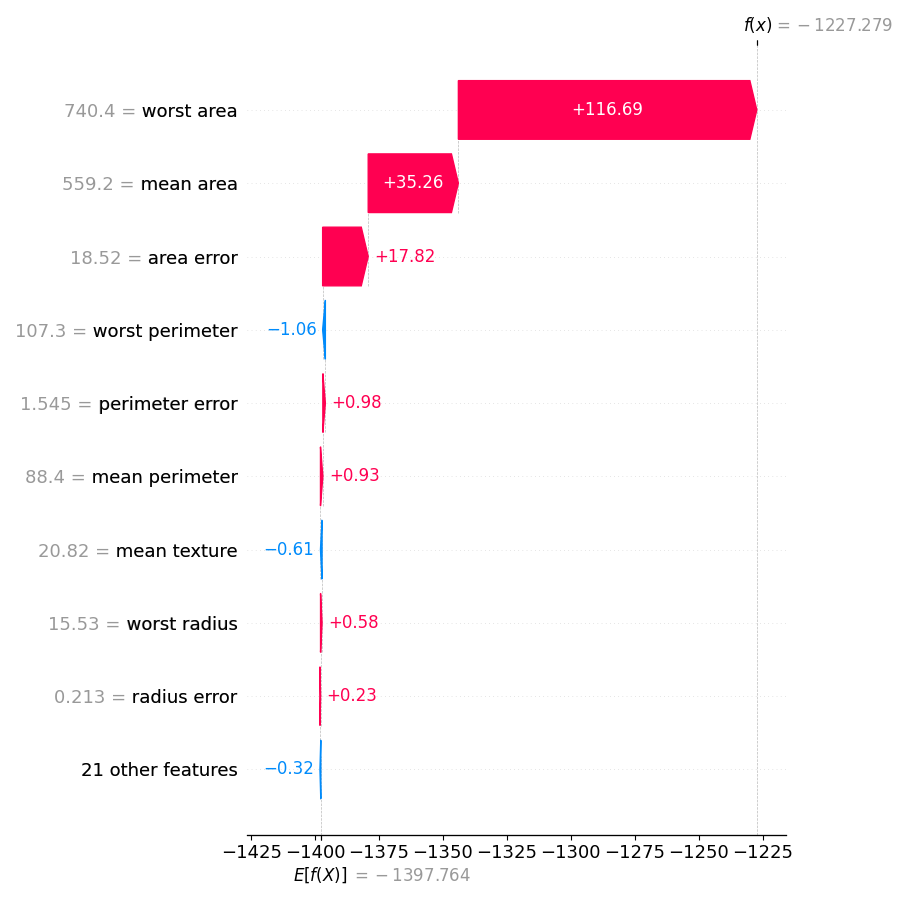 f(x) = −1227.279
740.4 = worst area
+116.69
559.2 = mean area
+35.26
18.52 = area error
+17.82
107.3 = worst perimeter
−1.06
1.545 = perimeter error
+0.98
88.4 = mean perimeter
+0.93
20.82 = mean texture
−0.61
15.53 = worst radius
+0.58
0.213 = radius error
+0.23
21 other features
−0.32
−1425 −1400 −1375 −1350 −1325 −1300 −1275 −1250 −1225
E[f(X)] = −1397.764